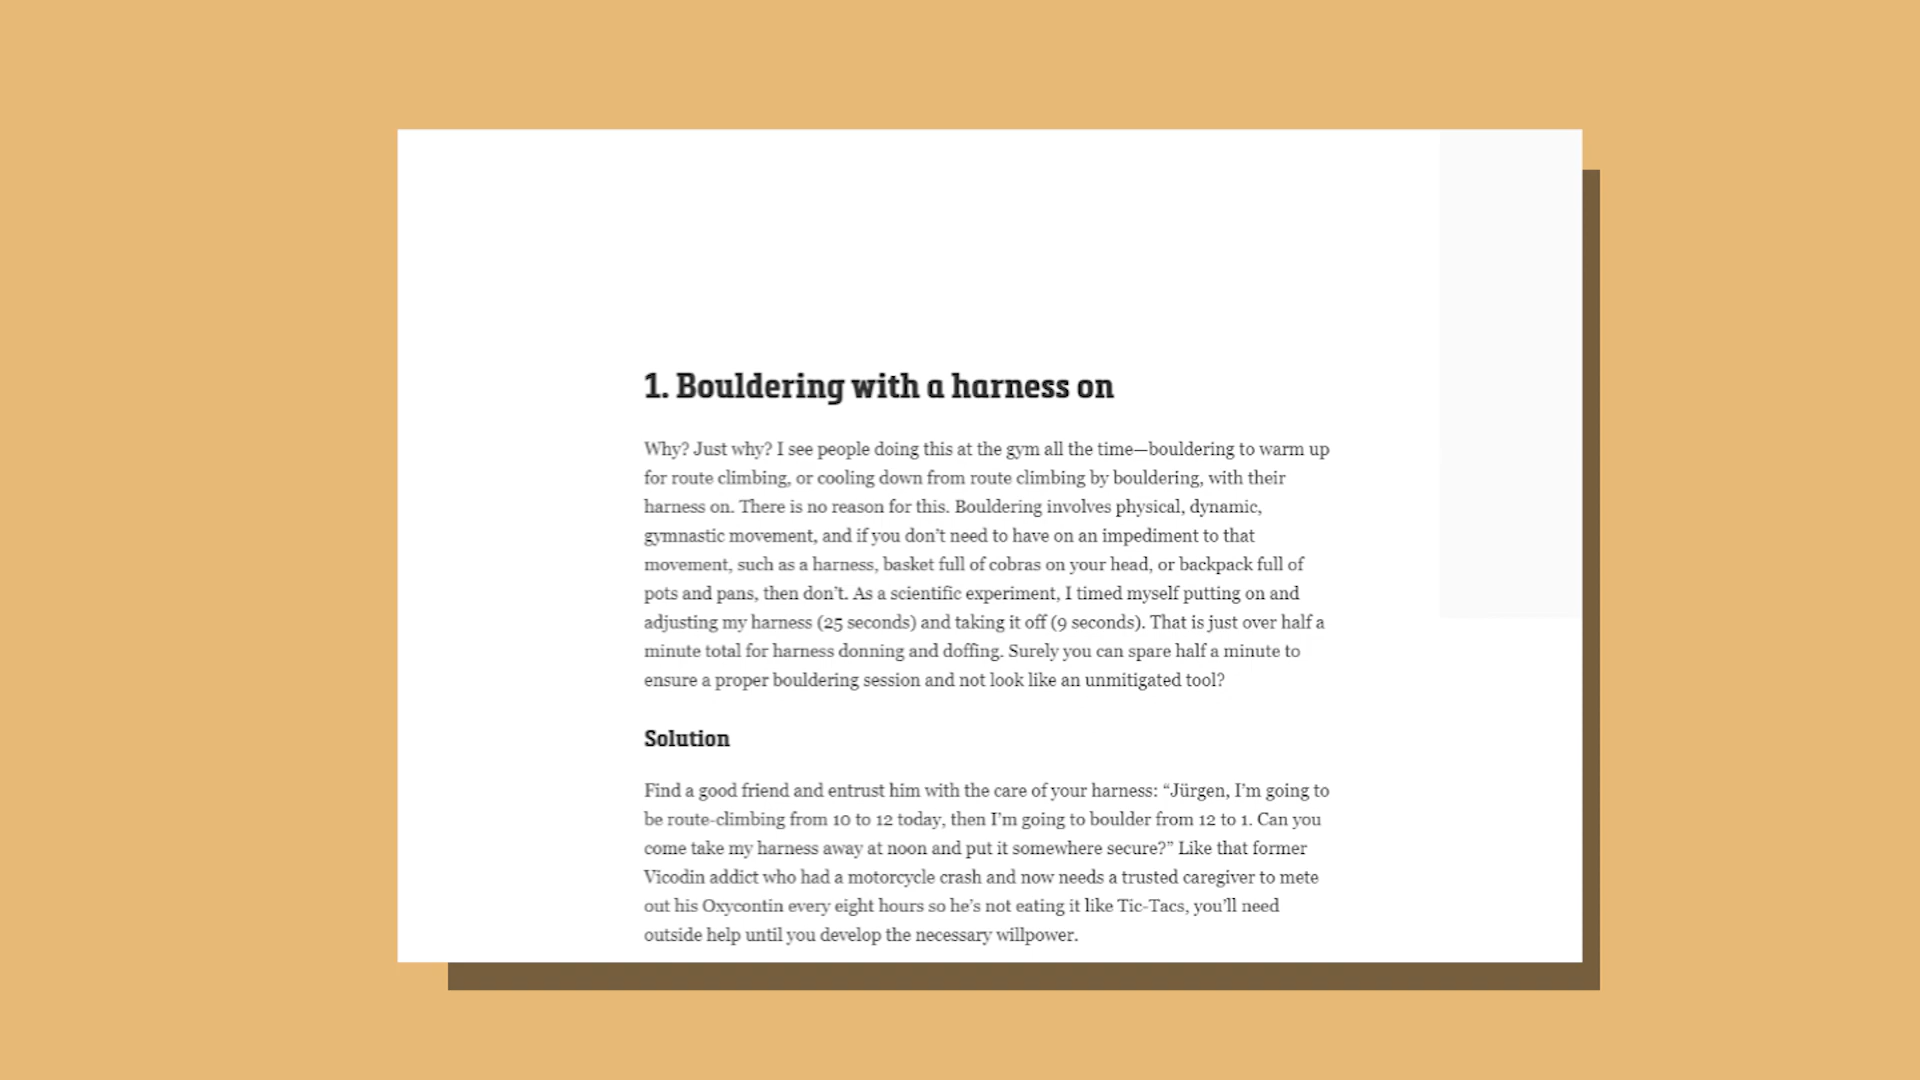 1. Bouldering with a harness on
Why? Just why? I see people doing this at the gym all the time—bouldering to warm up
for route climbing, or cooling down from route climbing by bouldering, with their
harness on. There is no reason for this. Bouldering involves physical, dynamic,
gymnastic movement, and if you don’t need to have on an impediment to that
movement, such as a harness, basket full of cobras on your head, or backpack full of
pots and pans, then don’t. As a scientific experiment, I timed myself putting on and
adjusting my harness (25 seconds) and taking it off (9 seconds). That is just over half a
minute total for harness donning and doffing. Surely you can spare half a minute to
ensure a proper bouldering session and not look like an unmitigated tool?
Solution
Find a good friend and entrust him with the care of your harness: “Jürgen, I’m going to
be route-climbing from 10 to 12 today, then I’m going to boulder from 12 to 1. Can you
come take my harness away at noon and put it somewhere secure?” Like that former
Vicodin addict who had a motorcycle crash and now needs a trusted caregiver to mete
out his Oxycontin every eight hours so he’s not eating it like Tic-Tacs, you’ll need
outside help until you develop the necessary willpower.